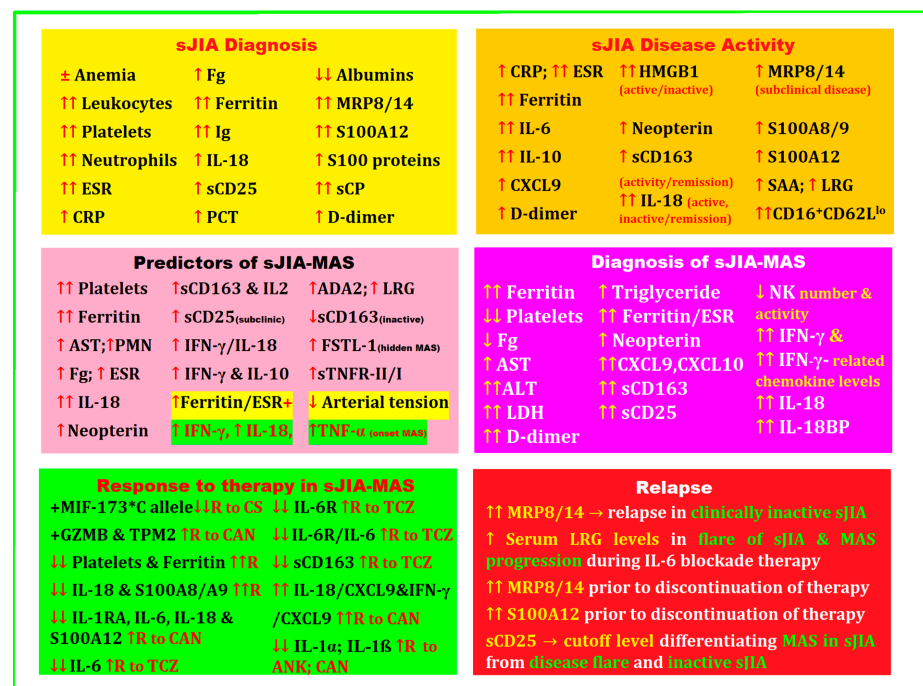 sJIA Diagnosis
± Anemia ↑ Fg ↓↓ Albumins
↑↑ Leukocytes ↑↑ Ferritin ↑↑ MRP8/14
↑↑ Platelets ↑↑ Ig ↑↑ S100A12
↑↑ Neutrophils ↑ IL-18 ↑ S100 proteins
↑↑ ESR ↑ sCD25 ↑↑ sCP
↑ CRP ↑ PCT ↑ D-dimer
sJIA Disease Activity
↑ CRP; ↑↑ ESR ↑↑ HMGB1 ↑ MRP8/14
(active/inactive) (subclinical disease)
↑↑ Ferritin
↑↑ IL-6 ↑ Neopterin ↑ S100A8/9
↑↑ IL-10 ↑ sCD163 ↑ S100A12
↑ CXCL9 (activity/remission) ↑ SAA; ↑ LRG
↑ D-dimer ↑↑ IL-18 (active, ↑↑CD16⁺CD62Lˡᵒ
inactive/remission)
Predictors of sJIA-MAS
↑↑ Platelets ↑sCD163 & IL2 ↑ADA2; ↑ LRG
↑↑ Ferritin ↑ sCD25(subclinic) ↓sCD163(inactive)
↑ AST;↑PMN ↑ IFN-γ/IL-18 ↑ FSTL-1(hidden MAS)
↑ Fg; ↑ ESR ↑ IFN-γ & IL-10 ↑sTNFR-II/I
↑↑ IL-18 ↑Ferritin/ESR+ ↓ Arterial tension
↑Neopterin ↑ IFN-γ, ↑ IL-18, ↑TNF-α (onset MAS)
Diagnosis of sJIA-MAS
↑↑ Ferritin ↑ Triglyceride ↓ NK number &
activity
↓↓ Platelets ↑↑ Ferritin/ESR
↓ Fg ↑ Neopterin ↑↑ IFN-γ &
↑ AST ↑↑CXCL9,CXCL10 ↑↑ IFN-γ- related
chemokine levels
↑↑ALT ↑↑ sCD163
↑↑ LDH ↑↑ sCD25 ↑↑ IL-18
↑↑ D-dimer ↑↑ IL-18BP
Response to therapy in sJIA-MAS
+MIF-173*C allele↓↓R to CS ↓↓ IL-6R ↑R to TCZ
+GZMB & TPM2 ↑R to CAN ↓↓IL-6R/IL-6 ↑R to TCZ
↓↓ Platelets & Ferritin ↑↑R ↓↓ sCD163 ↑R to TCZ
↓↓ IL-18 & S100A8/A9 ↑↑R ↑↑ IL-18/CXCL9&IFN-γ
/CXCL9 ↑↑R to CAN
↓↓ IL-1RA, IL-6, IL-18 &
S100A12 ↑R to CAN
↓↓ IL-1α; IL-1ß ↑R to
ANK; CAN
↓↓ IL-6 ↑R to TCZ
Relapse
↑↑ MRP8/14 → relapse in clinically inactive sJIA
↑ Serum LRG levels in flare of sJIA & MAS
progression during IL-6 blockade therapy
↑↑ MRP8/14 prior to discontinuation of therapy
↑↑ S100A12 prior to discontinuation of therapy
sCD25 → cutoff level differentiating MAS in sJIA
from disease flare and inactive sJIA